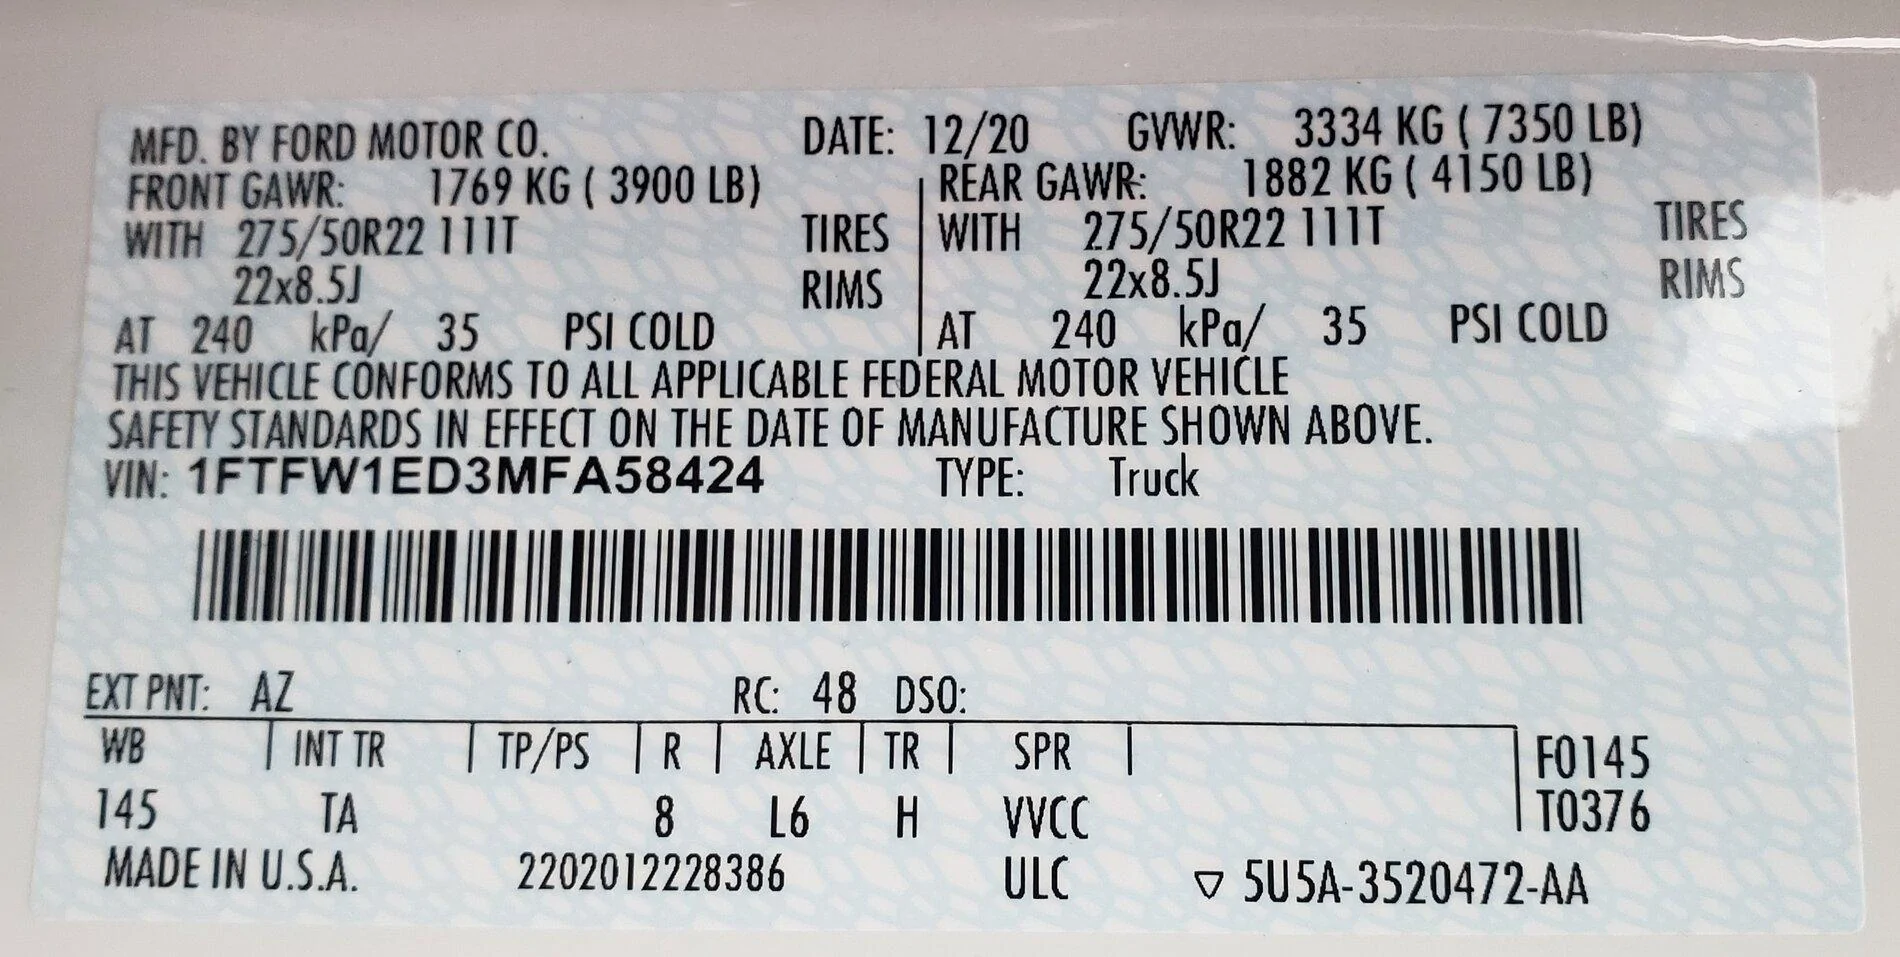 MFD. BY FORD MOTOR CO. DATE: 12/20 GVWR: 3334 KG ( 7350 LB)
FRONT GAWR: 1769 KG ( 3900 LB) REAR GAWR: 1882 KG ( 4150 LB)
WITH 275/50R22 111T TIRES WITH 275/50R22 111T TIRES
22x8.5J RIMS 22x8.5J RIMS
AT 240 kPa/ 35 PSI COLD AT 240 kPa/ 35 PSI COLD
THIS VEHICLE CONFORMS TO ALL APPLICABLE FEDERAL MOTOR VEHICLE
SAFETY STANDARDS IN EFFECT ON THE DATE OF MANUFACTURE SHOWN ABOVE.
VIN: 1FTFW1ED3MFA58424 TYPE: Truck
EXT PNT: AZ RC: 48 DSO:
WB INT TR TP/PS R AXLE TR SPR F0145
145 TA 8 L6 H VVCC T0376
MADE IN U.S.A. 2202012228386 ULC ▽ 5U5A-3520472-AA